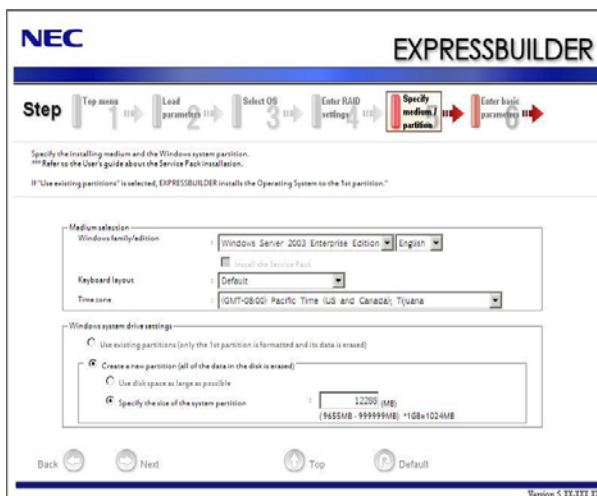 NEC
EXPRESSBUILDER
Step
Top menu 1
Load parameters 2
Select OS 3
Enter RAID settings 4
Specify medium / partition 5
Enter basic parameters 6
Specify the installing medium and the Windows system partition.
*** Refer to the User's guide about the Service Pack installation.
If "Use existing partitions" is selected, EXPRESSBUILDER installs the Operating System to the 1st partition."
Medium selection
Windows family/edition : Windows Server 2003 Enterprise Edition English
Install the Service Pack
Keyboard layout : Default
Time zone : (GMT-08:00) Pacific Time (US and Canada); Tijuana
Windows system drive settings
Use existing partitions (only the 1st partition is formatted and its data is erased)
Create a new partition (all of the data in the disk is erased)
Use disk space as large as possible
Specify the size of the system partition : 12288 (MB)
(9655MB - 999999MB) *1GB=1024MB
Back
Next
Top
Default
Version